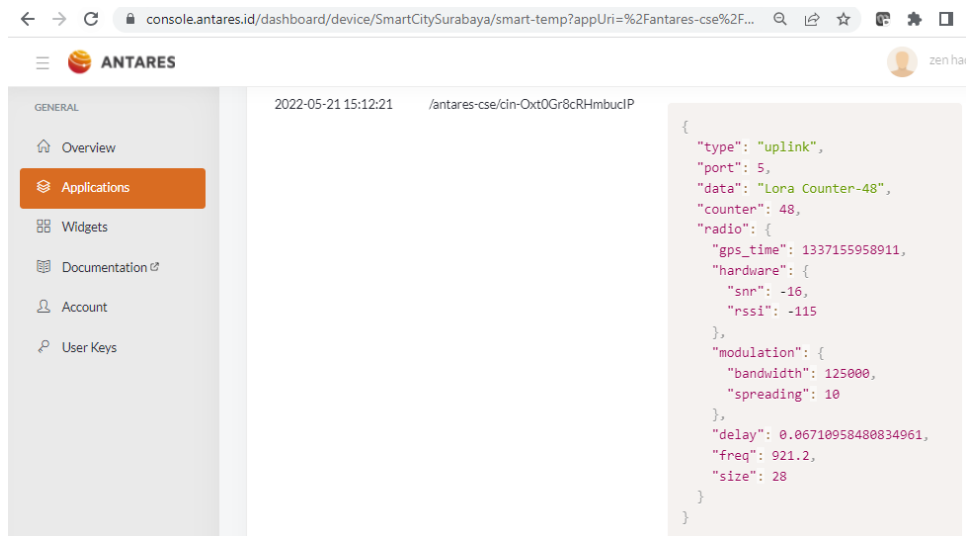 console.antares.id/dashboard/device/SmartCitySurabaya/smart-temp?appUri=%2Fantares-cse%2F...
ANTARES
zen ha
GENERAL
Overview
Applications
Widgets
Documentation
Account
User Keys
2022-05-21 15:12:21 /antares-cse/cin-Oxt0Gr8cRHmbucIP
{
"type": "uplink",
"port": 5,
"data": "Lora Counter-48",
"counter": 48,
"radio": {
"gps_time": 1337155958911,
"hardware": {
"snr": -16,
"rssi": -115
},
"modulation": {
"bandwidth": 125000,
"spreading": 10
},
"delay": 0.06710958480834961,
"freq": 921.2,
"size": 28
}
}